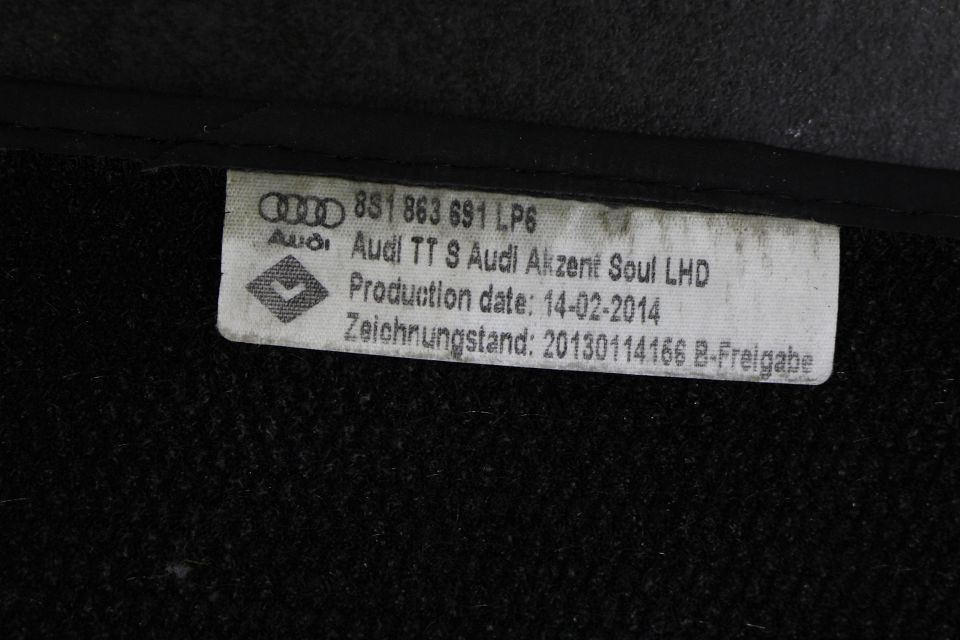 8S1 863 691 LP6
Audi
Audi TT S Audi Akzent Soul LHD
Production date: 14-02-2014
Zeichnungstand: 20130114166 B-Freigabe